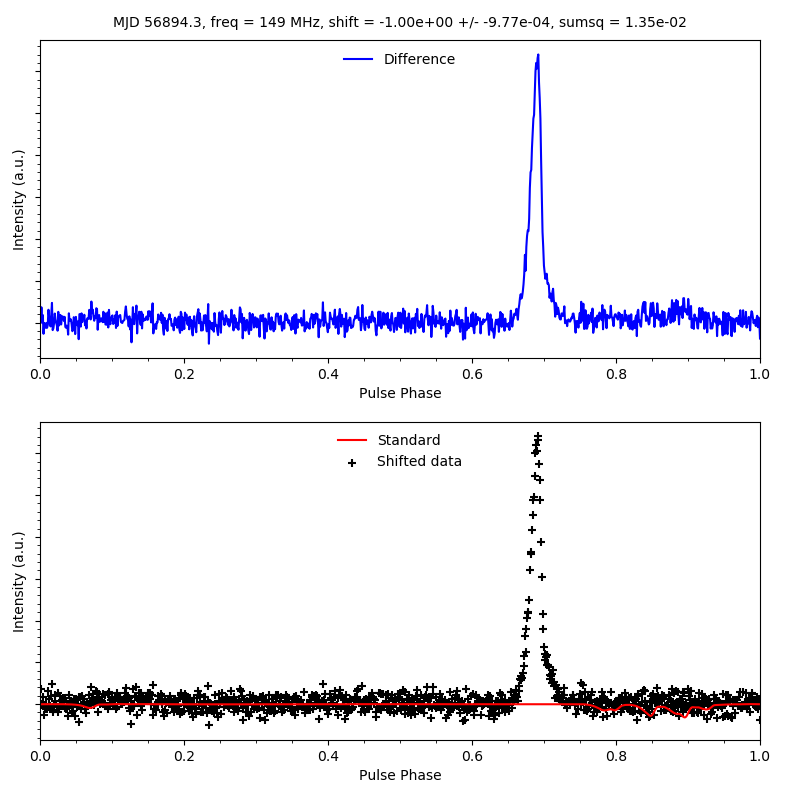 MJD 56894.3, freq = 149 MHz, shift = -1.00e+00 +/- -9.77e-04, sumsq = 1.35e-02
Difference
Intensity (a.u.)
0.0 0.2 0.4 0.6 0.8 1.0
Pulse Phase
Standard
Shifted data
Intensity (a.u.)
0.0 0.2 0.4 0.6 0.8 1.0
Pulse Phase